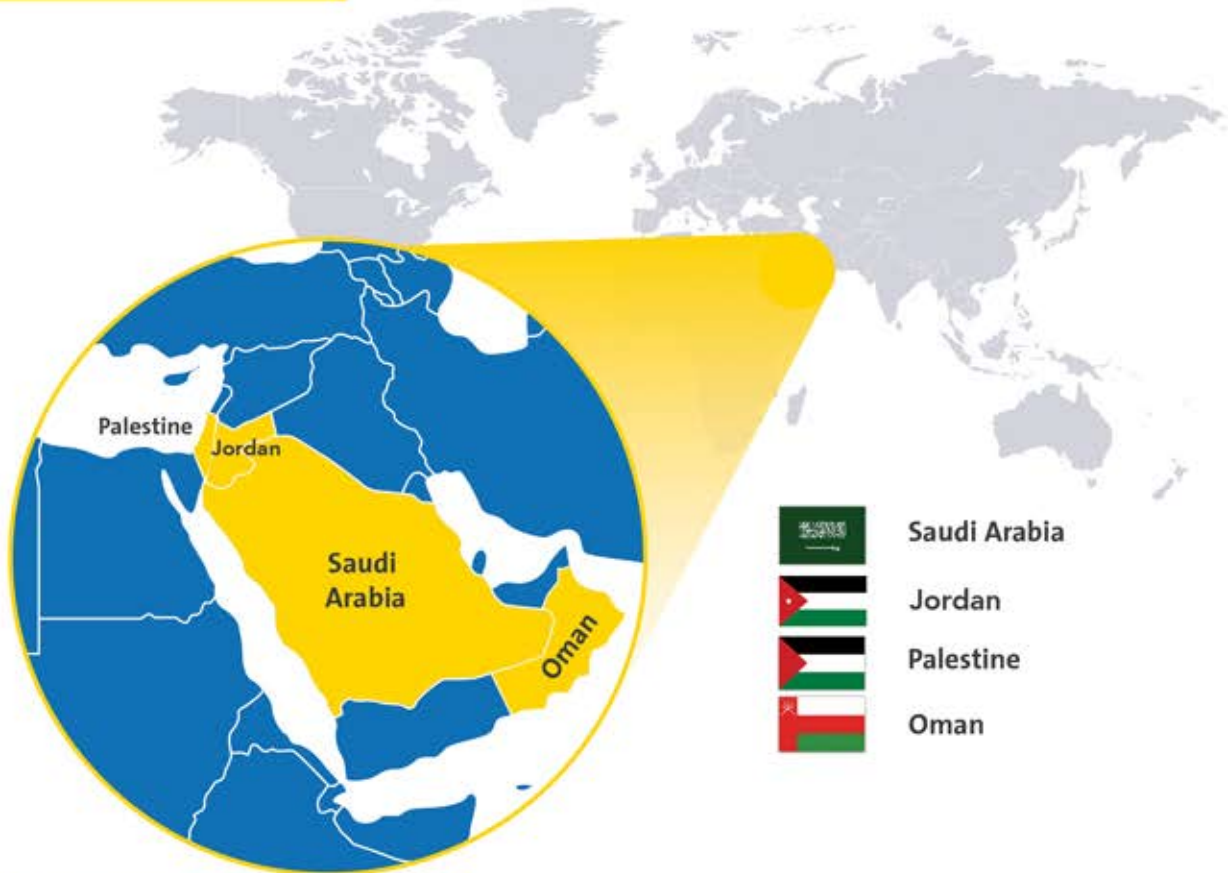 Palestine
Jordan
Saudi
Arabia
Oman
Saudi Arabia
Jordan
Palestine
Oman